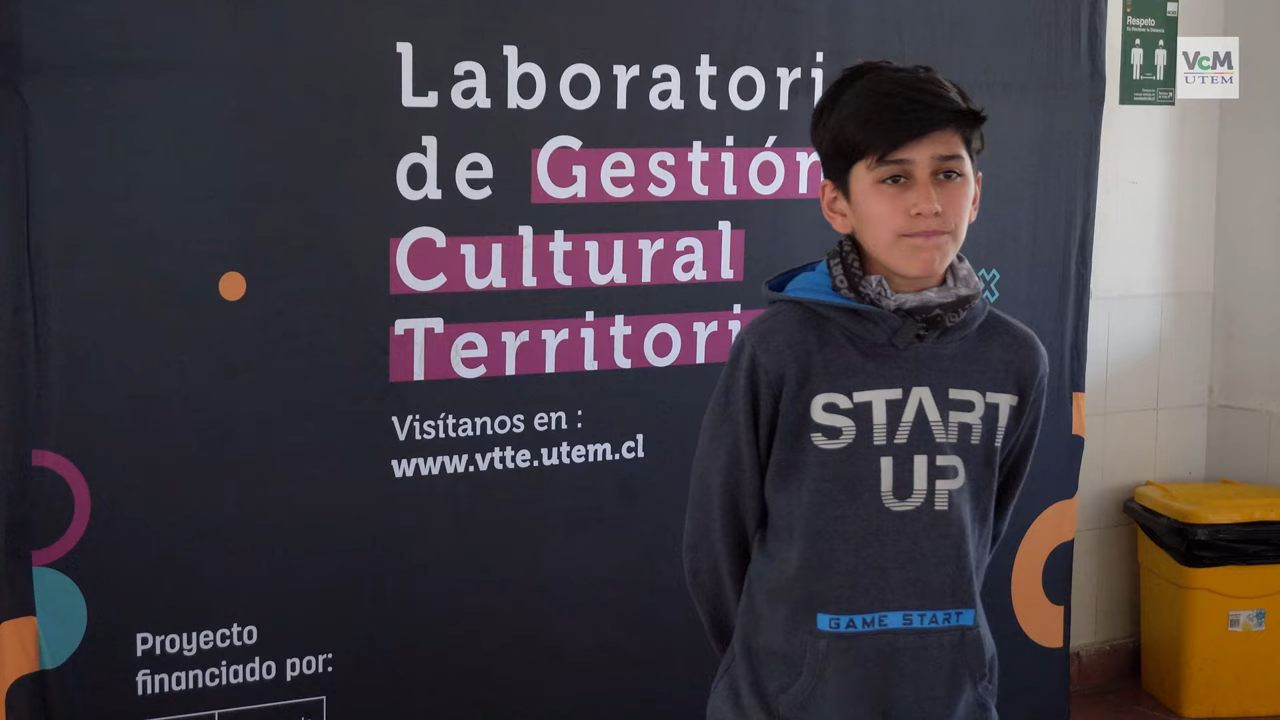 Laboratori
de Gestión
Cultural
Territori
Visítanos en :
www.vtte.utem.cl
Proyecto
financiado por:
START
UP
GAME START
Respeto
VcM
UTEM